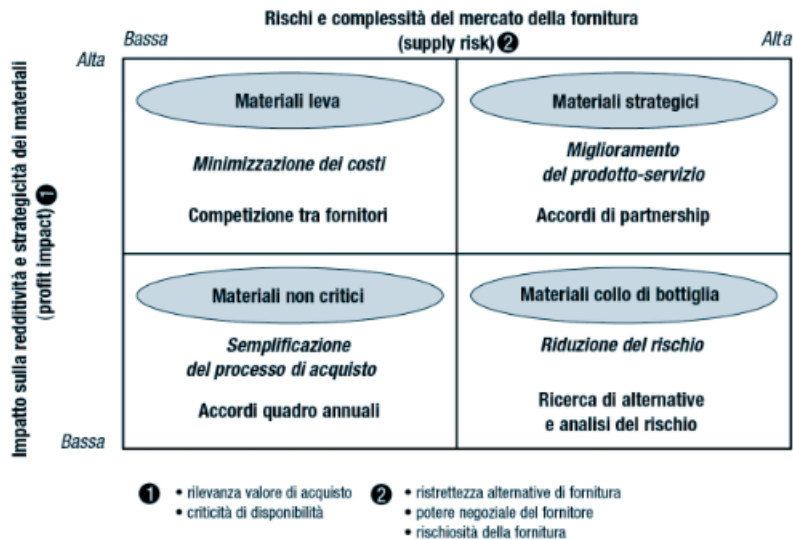 Rischi e complessità del mercato della fornitura
(supply risk) ❷
Bassa
Alta
Alta
Impatto sulla redditività e strategicità dei materiali
(profit impact) ❶
Materiali leva
Minimizzazione dei costi
Competizione tra fornitori
Materiali strategici
Miglioramento
del prodotto-servizio
Accordi di partnership
Materiali non critici
Semplificazione
del processo di acquisto
Accordi quadro annuali
Materiali collo di bottiglia
Riduzione del rischio
Ricerca di alternative
e analisi del rischio
Bassa
❶ • rilevanza valore di acquisto
• criticità di disponibilità
❷ • ristrettezza alternative di fornitura
• potere negoziale del fornitore
• rischiosità della fornitura